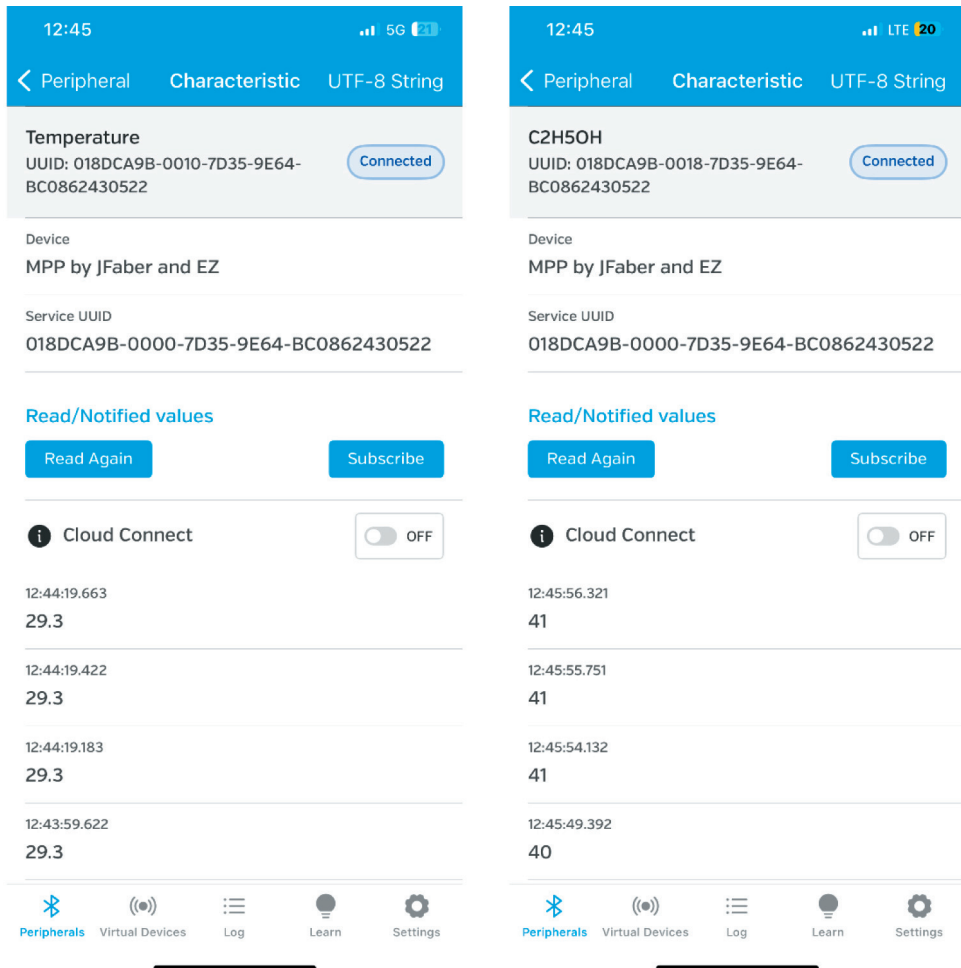 12:45
5G 21
Peripheral Characteristic UTF-8 String
Temperature
UUID: 018DCA9B-0010-7D35-9E64-
BC0862430522
Connected
Device
MPP by JFaber and EZ
Service UUID
018DCA9B-0000-7D35-9E64-BC0862430522
Read/Notified values
Read Again Subscribe
Cloud Connect OFF
12:44:19.663
29.3
12:44:19.422
29.3
12:44:19.183
29.3
12:43:59.622
29.3
Peripherals Virtual Devices Log Learn Settings
12:45
LTE 20
Peripheral Characteristic UTF-8 String
C2H5OH
UUID: 018DCA9B-0018-7D35-9E64-
BC0862430522
Connected
Device
MPP by JFaber and EZ
Service UUID
018DCA9B-0000-7D35-9E64-BC0862430522
Read/Notified values
Read Again Subscribe
Cloud Connect OFF
12:45:56.321
41
12:45:55.751
41
12:45:54.132
41
12:45:49.392
40
Peripherals Virtual Devices Log Learn Settings